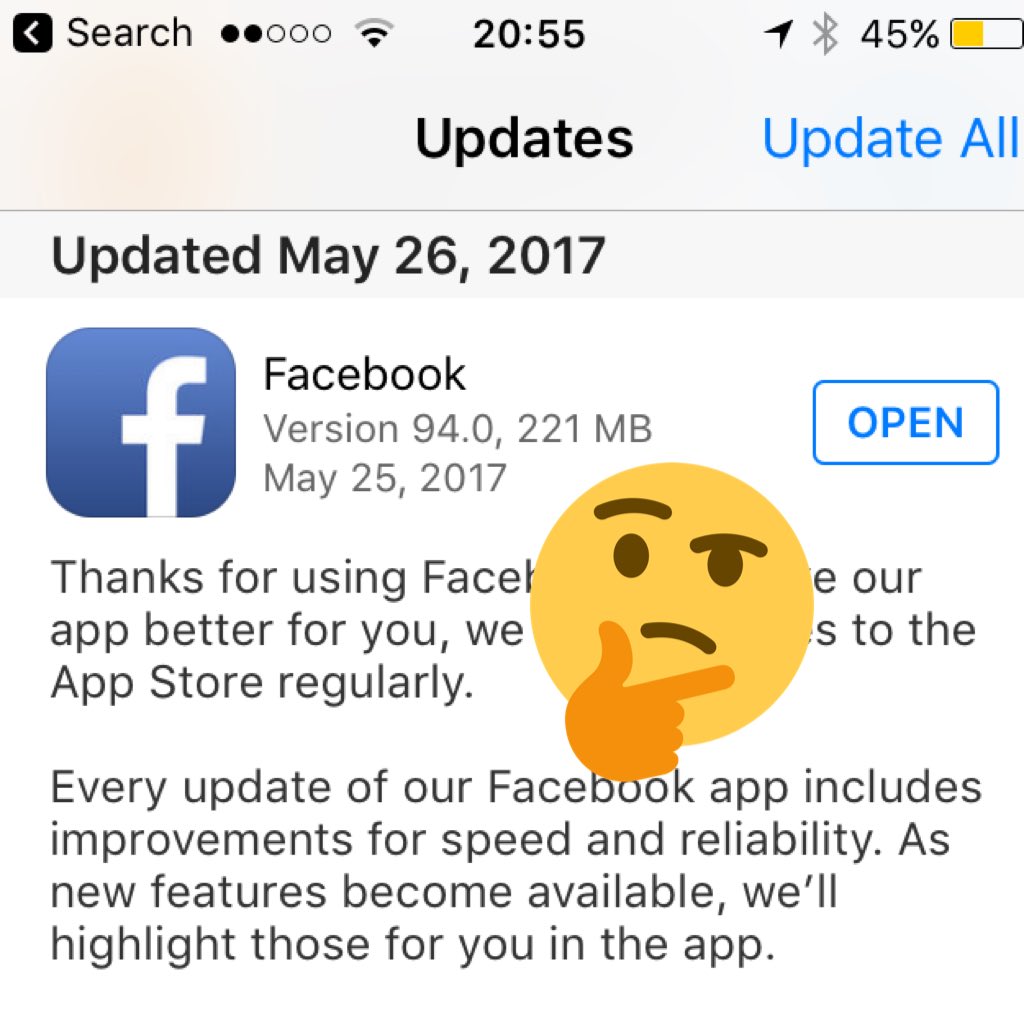 Search 20:55 45%
Updates Update All
Updated May 26, 2017
Facebook
Version 94.0, 221 MB
OPEN
May 25, 2017
Thanks for using our
app better for you, we to the
App Store regularly.
Every update of our Facebook app includes
improvements for speed and reliability. As
new features become available, we’ll
highlight those for you in the app.